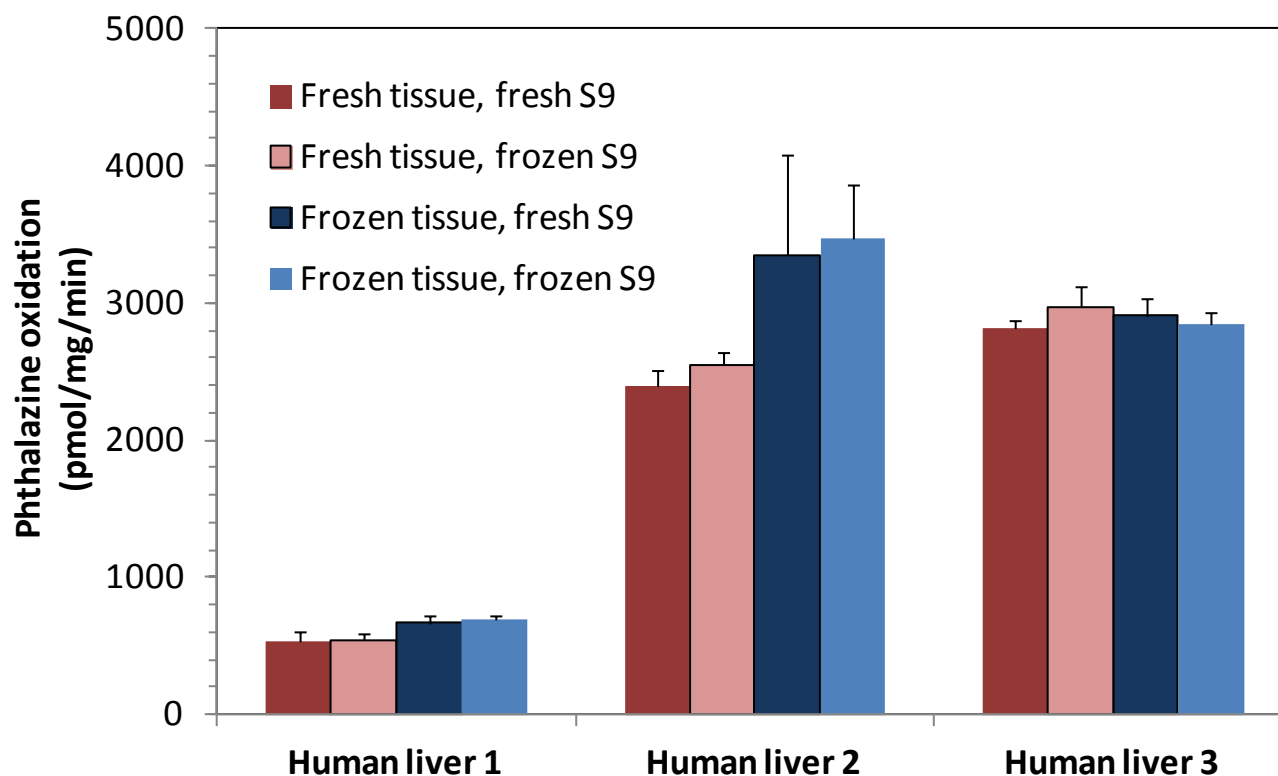 5000
4000
3000
2000
1000
0
Phthalazine oxidation
(pmol/mg/min)
Fresh tissue, fresh S9
Fresh tissue, frozen S9
Frozen tissue, fresh S9
Frozen tissue, frozen S9
Human liver 1
Human liver 2
Human liver 3